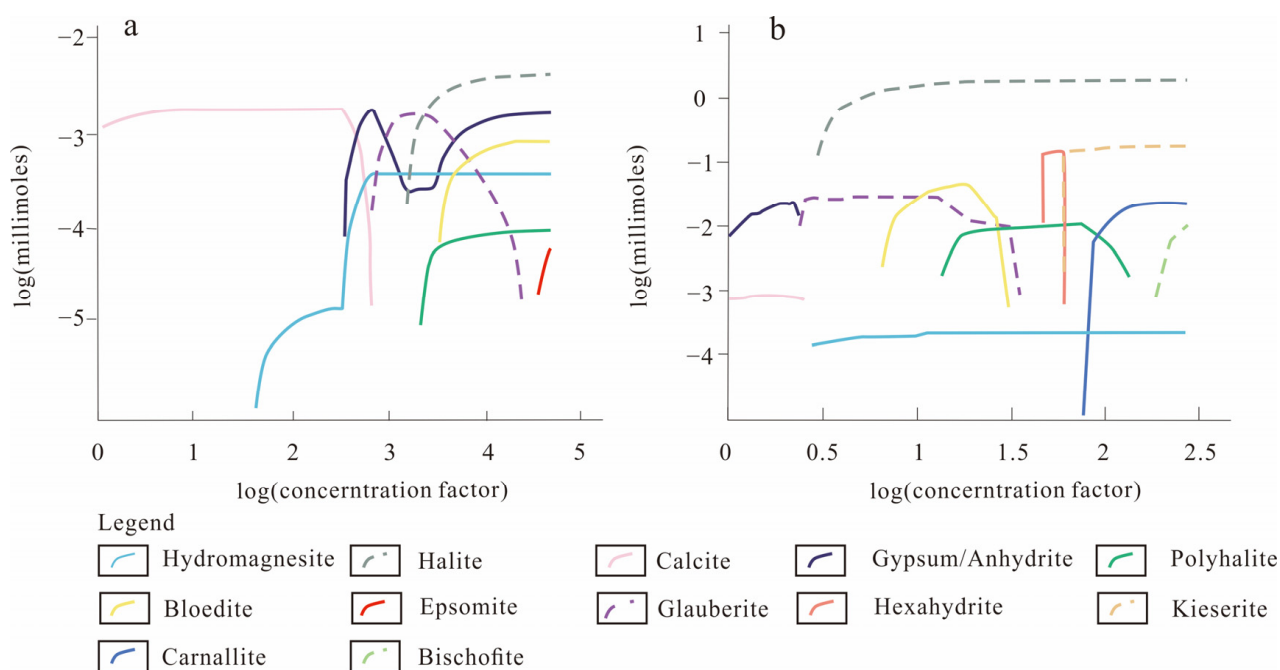 a
−2
−3
−4
−5
0 1 2 3 4 5
log(millimoles)
log(concerntration factor)
b
1
0
−1
−2
−3
−4
0 0.5 1 1.5 2 2.5
log(millimoles)
log(concerntration factor)
Legend
Hydromagnesite Halite Calcite Gypsum/Anhydrite Polyhalite
Bloedite Epsomite Glauberite Hexahydrite Kieserite
Carnallite Bischofite